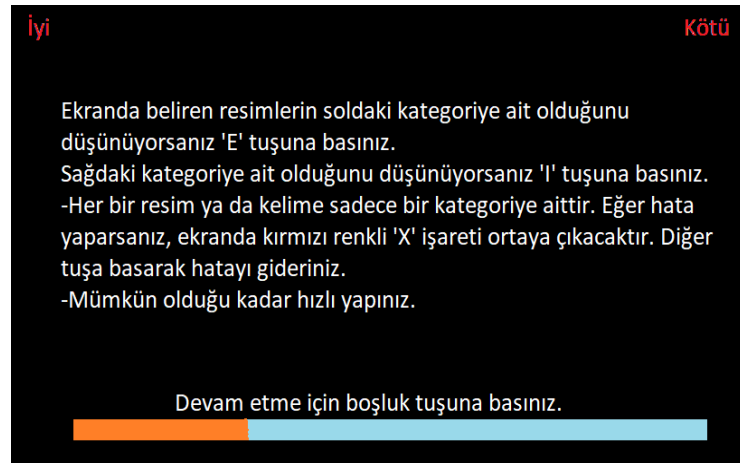 İyi
Kötü
Ekranda beliren resimlerin soldaki kategoriye ait olduğunu
düşünüyorsanız 'E' tuşuna basınız.
Sağdaki kategoriye ait olduğunu düşünüyorsanız 'I' tuşuna basınız.
-Her bir resim ya da kelime sadece bir kategoriye aittir. Eğer hata
yaparsanız, ekranda kırmızı renkli 'X' işareti ortaya çıkacaktır. Diğer
tuşa basarak hatayı gideriniz.
-Mümkün olduğu kadar hızlı yapınız.
Devam etme için boşluk tuşuna basınız.